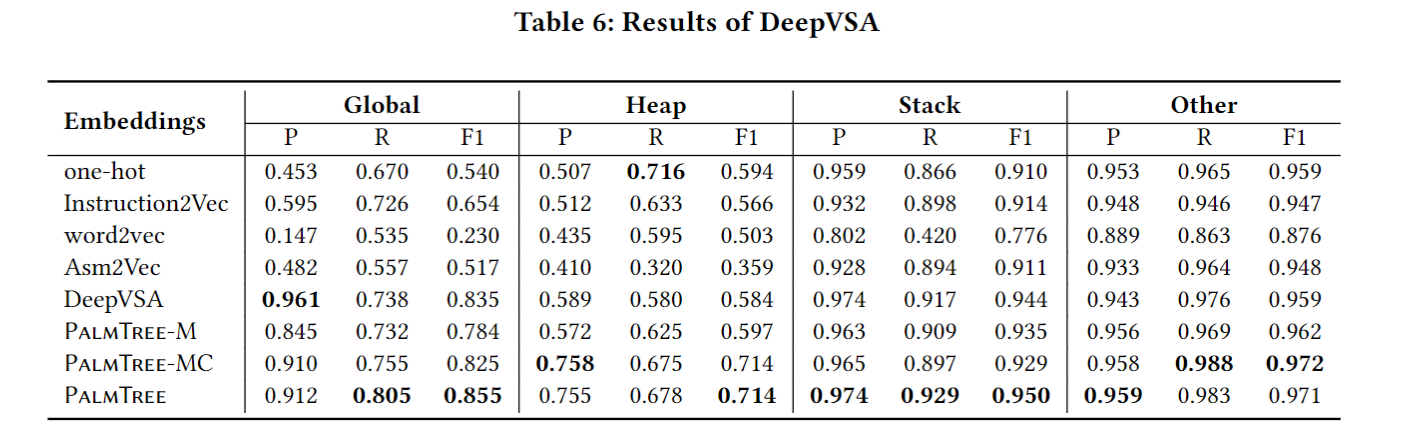 Table 6: Results of DeepVSA
Embeddings Global Heap Stack Other
P R F1 P R F1 P R F1 P R F1
one-hot 0.453 0.670 0.540 0.507 0.716 0.594 0.959 0.866 0.910 0.953 0.965 0.959
Instruction2Vec 0.595 0.726 0.654 0.512 0.633 0.566 0.932 0.898 0.914 0.948 0.946 0.947
word2vec 0.147 0.535 0.230 0.435 0.595 0.503 0.802 0.420 0.776 0.889 0.863 0.876
Asm2Vec 0.482 0.557 0.517 0.410 0.320 0.359 0.928 0.894 0.911 0.933 0.964 0.948
DeepVSA 0.961 0.738 0.835 0.589 0.580 0.584 0.974 0.917 0.944 0.943 0.976 0.959
PalmTree-M 0.845 0.732 0.784 0.572 0.625 0.597 0.963 0.909 0.935 0.956 0.969 0.962
PalmTree-MC 0.910 0.755 0.825 0.758 0.675 0.714 0.965 0.897 0.929 0.958 0.988 0.972
PalmTree 0.912 0.805 0.855 0.755 0.678 0.714 0.974 0.929 0.950 0.959 0.983 0.971